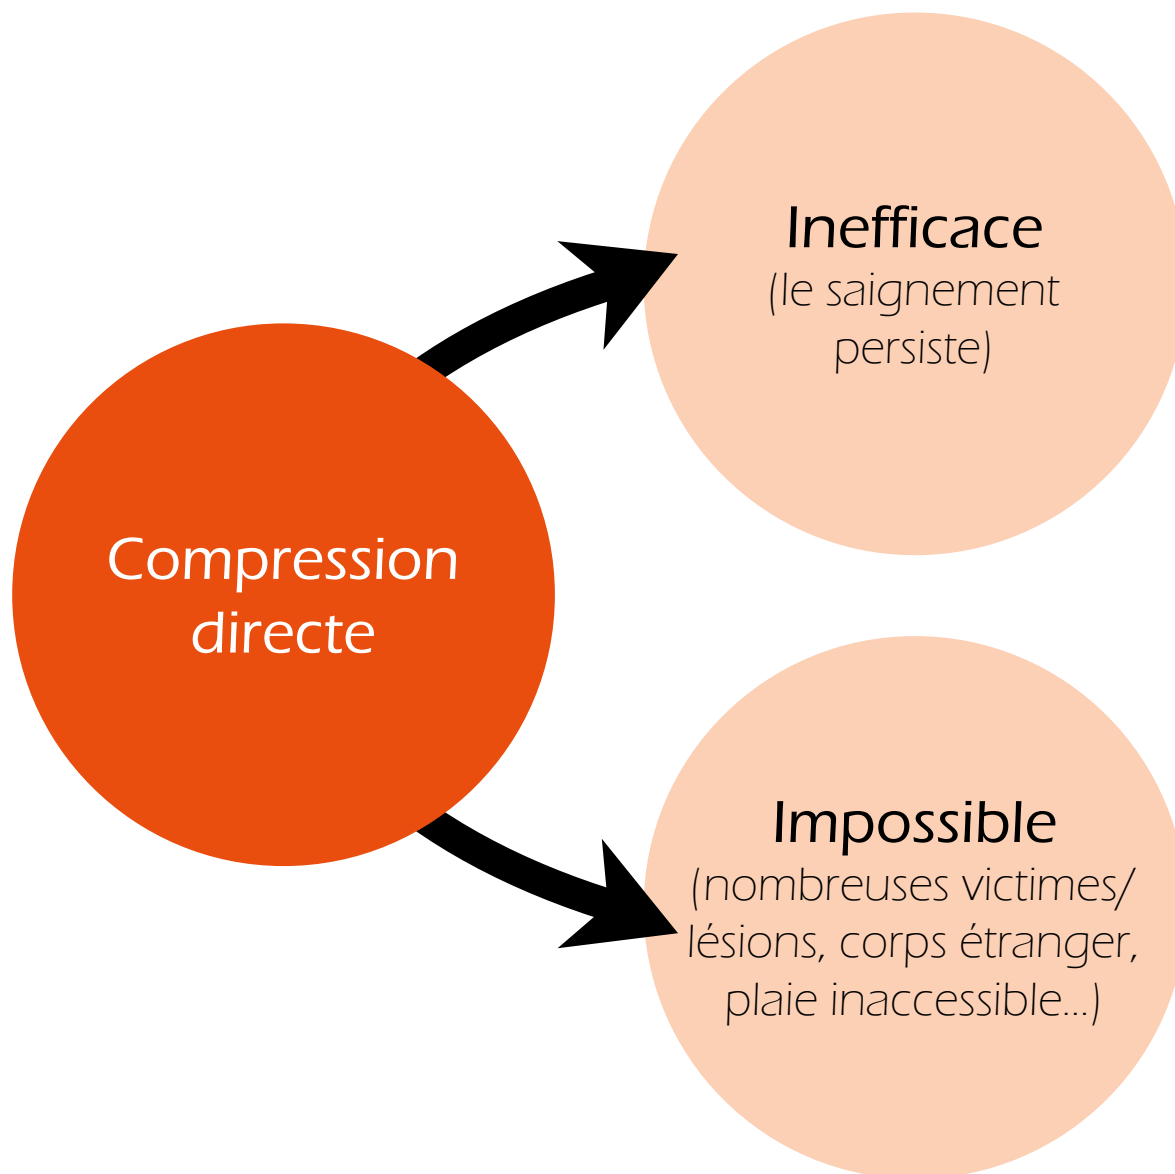 Compression
directe
Inefficace
(le saignement
persiste)
Impossible
(nombreuses victimes/
lésions, corps étranger,
plaie inaccessible...)